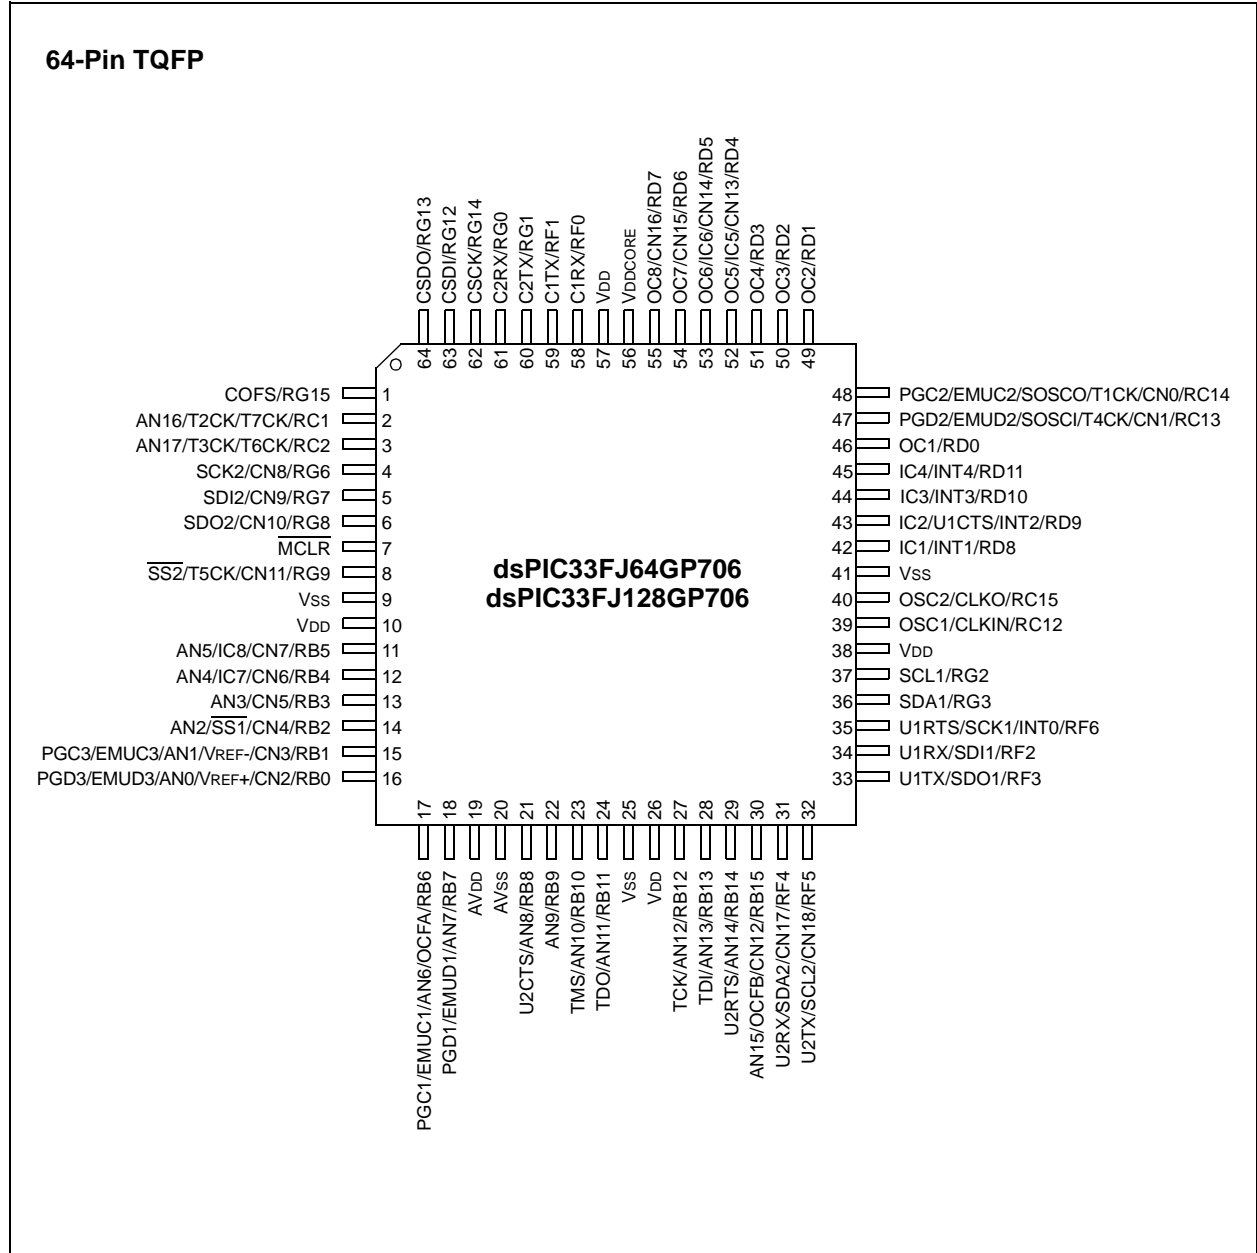 64-Pin TQFP
CSDO/RG13
CSDI/RG12
CSCK/RG14
C2RX/RG0
C2TX/RG1
C1TX/RF1
C1RX/RF0
VDD
VDDCORE
OC8/CN16/RD7
OC7/CN15/RD6
OC6/IC6/CN14/RD5
OC5/IC5/CN13/RD4
OC4/RD3
OC3/RD2
OC2/RD1
64 63 62 61 60 59 58 57 56 55 54 53 52 51 50 49
COFS/RG15 1
AN16/T2CK/T7CK/RC1 2
AN17/T3CK/T6CK/RC2 3
SCK2/CN8/RG6 4
SDI2/CN9/RG7 5
SDO2/CN10/RG8 6
MCLR 7
SS2/T5CK/CN11/RG9 8
VSS 9
VDD 10
AN5/IC8/CN7/RB5 11
AN4/IC7/CN6/RB4 12
AN3/CN5/RB3 13
AN2/SS1/CN4/RB2 14
PGC3/EMUC3/AN1/VREF-/CN3/RB1 15
PGD3/EMUD3/AN0/VREF+/CN2/RB0 16
dsPIC33FJ64GP706
dsPIC33FJ128GP706
48 PGC2/EMUC2/SOSCO/T1CK/CN0/RC14
47 PGD2/EMUD2/SOSCI/T4CK/CN1/RC13
46 OC1/RD0
45 IC4/INT4/RD11
44 IC3/INT3/RD10
43 IC2/U1CTS/INT2/RD9
42 IC1/INT1/RD8
41 VSS
40 OSC2/CLKO/RC15
39 OSC1/CLKIN/RC12
38 VDD
37 SCL1/RG2
36 SDA1/RG3
35 U1RTS/SCK1/INT0/RF6
34 U1RX/SDI1/RF2
33 U1TX/SDO1/RF3
17 18 19 20 21 22 23 24 25 26 27 28 29 30 31 32
PGC1/EMUC1/AN6/OCFA/RB6
PGD1/EMUD1/AN7/RB7
AVDD
AVSS
U2CTS/AN8/RB8
AN9/RB9
TMS/AN10/RB10
TDO/AN11/RB11
VSS
VDD
TCK/AN12/RB12
TDI/AN13/RB13
U2RTS/AN14/RB14
AN15/OCFB/CN12/RB15
U2RX/SDA2/CN17/RF4
U2TX/SCL2/CN18/RF5